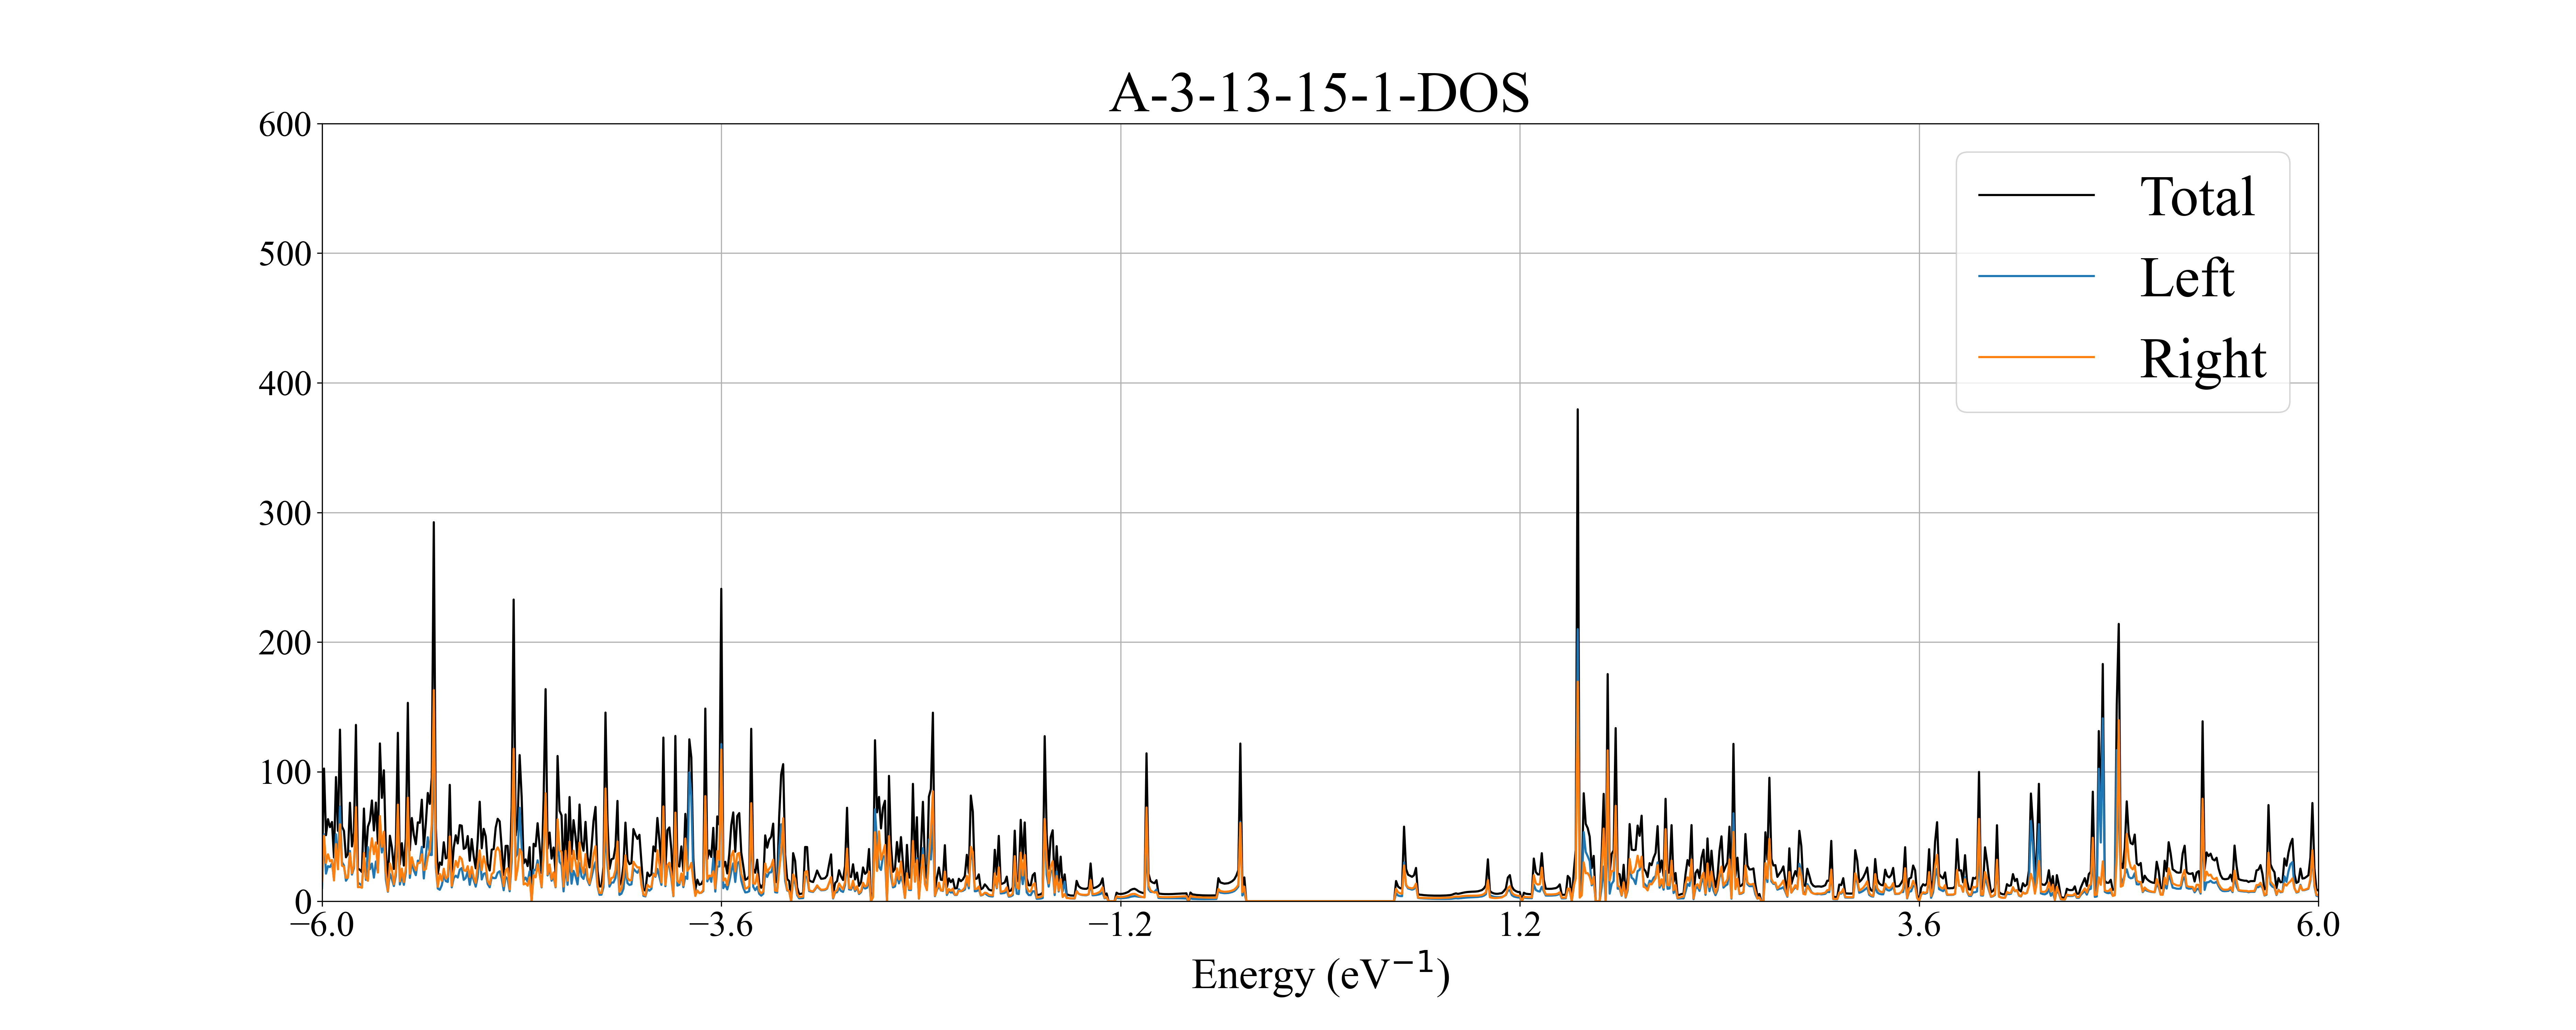 A-3-13-15-1-DOS
600
500
400
300
200
100
0
Total
Left
Right
−6.0 −3.6 −1.2 1.2 3.6 6.0
Energy (eV⁻¹)